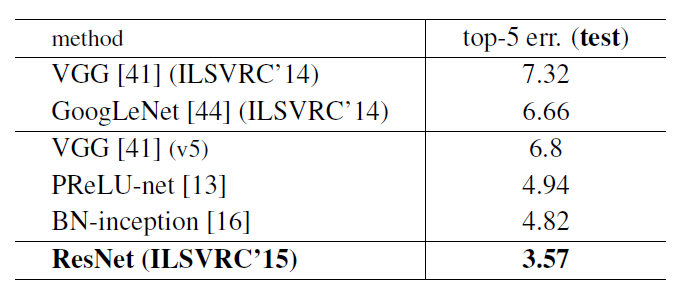 method top-5 err. (test)
VGG [41] (ILSVRC’14) 7.32
GoogLeNet [44] (ILSVRC’14) 6.66
VGG [41] (v5) 6.8
PReLU-net [13] 4.94
BN-inception [16] 4.82
ResNet (ILSVRC’15) 3.57